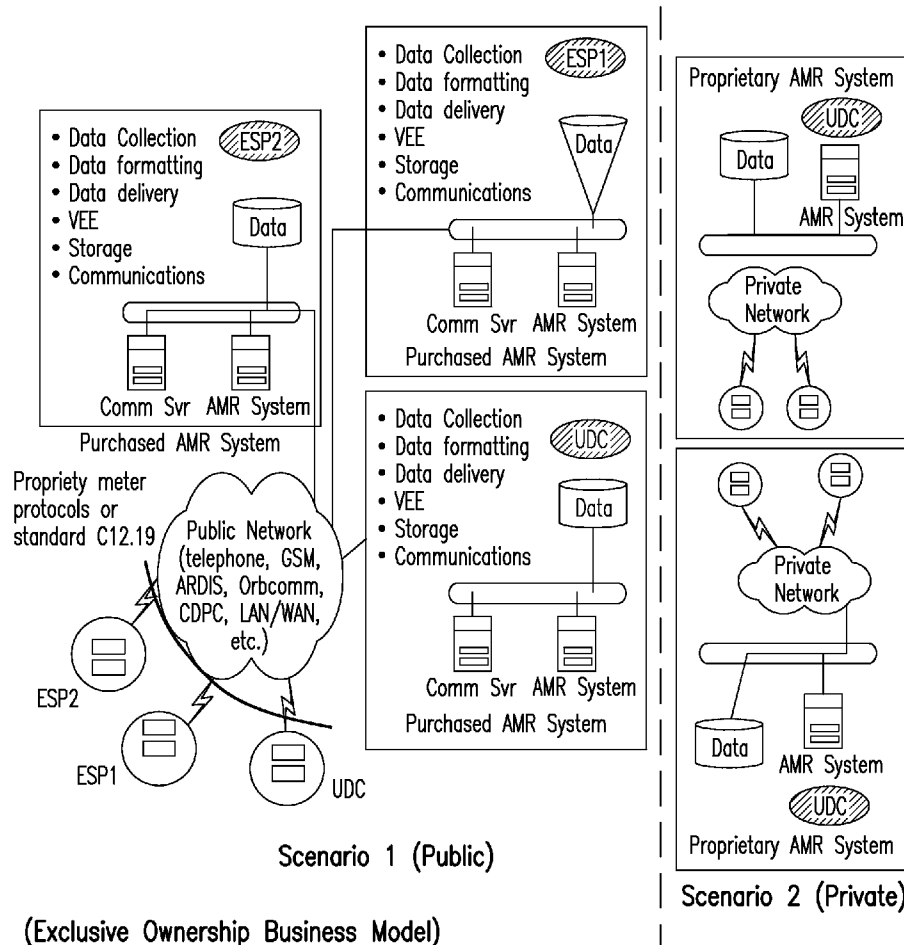 • Data Collection
• Data formatting
• Data delivery
• VEE
• Storage
• Communications
ESP2
Data
Comm Svr
AMR System
Purchased AMR System
• Data Collection
• Data formatting
• Data delivery
• VEE
• Storage
• Communications
ESP1
Data
Comm Svr
AMR System
Purchased AMR System
• Data Collection
• Data formatting
• Data delivery
• VEE
• Storage
• Communications
UDC
Data
Comm Svr
AMR System
Purchased AMR System
Propriety meter
protocols or
standard C12.19
Public Network
(telephone, GSM,
ARDIS, Orbcomm,
CDPC, LAN/WAN,
etc.)
ESP2
ESP1
UDC
Scenario 1 (Public)
(Exclusive Ownership Business Model)
Proprietary AMR System
UDC
Data
AMR System
Private
Network
Private
Network
Data
AMR System
UDC
Proprietary AMR System
Scenario 2 (Private)